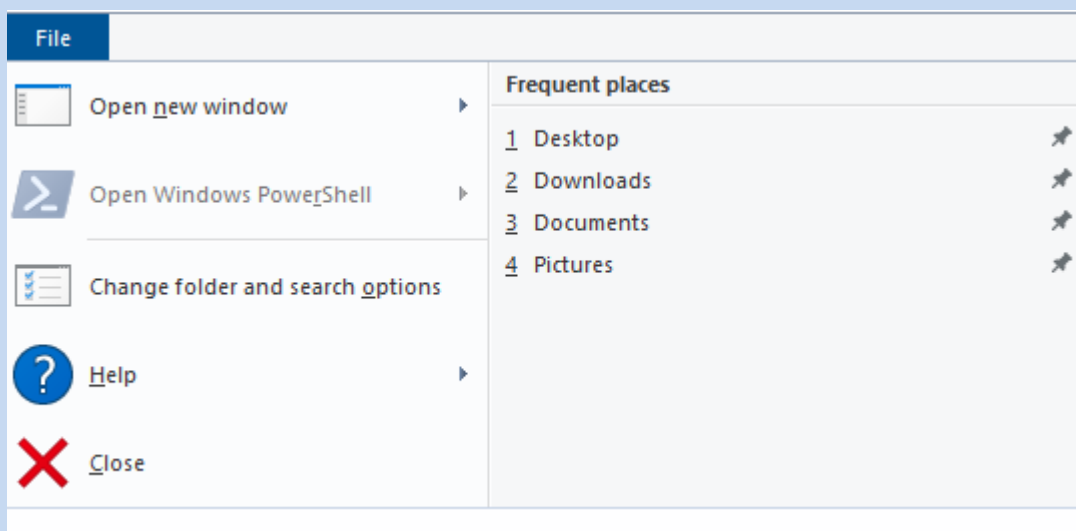 File
Open new window
Open Windows PowerShell
Change folder and search options
Help
Close
Frequent places
1 Desktop
2 Downloads
3 Documents
4 Pictures